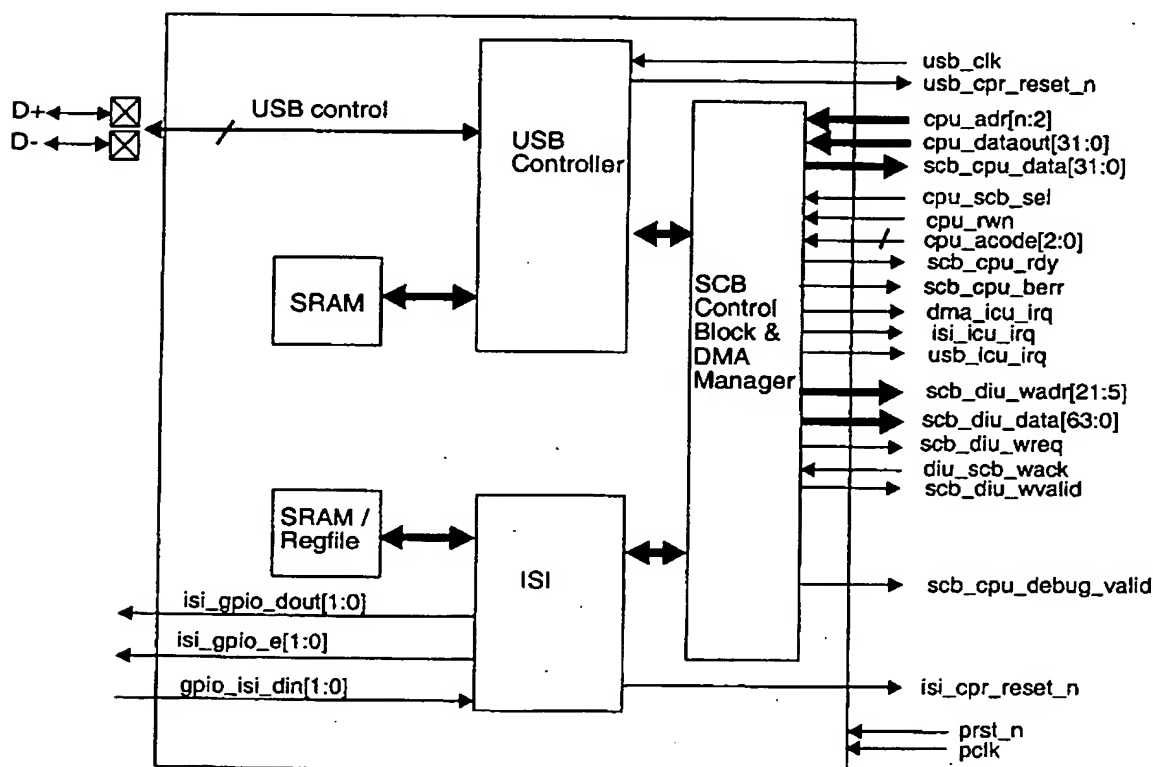 D+
D-
USB control
USB
Controller
SRAM
SRAM /
Regfile
ISI
isi_gpio_dout[1:0]
isi_gpio_e[1:0]
gpio_isi_din[1:0]
SCB
Control
Block &
DMA
Manager
usb_clk
usb_cpr_reset_n
cpu_adr[n:2]
cpu_dataout[31:0]
scb_cpu_data[31:0]
cpu_scb_sel
cpu_rwn
cpu_acode[2:0]
scb_cpu_rdy
scb_cpu_berr
dma_icu_irq
isi_icu_irq
usb_icu_irq
scb_diu_wadr[21:5]
scb_diu_data[63:0]
scb_diu_wreq
diu_scb_wack
scb_diu_wvalid
scb_cpu_debug_valid
isi_cpr_reset_n
prst_n
pclk